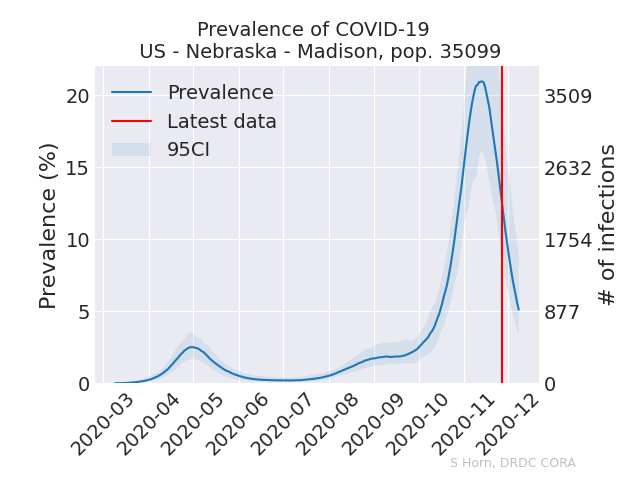 Prevalence of COVID-19
US - Nebraska - Madison, pop. 35099
Prevalence
Latest data
95CI
Prevalence (%)
20
15
10
5
0
3509
2632
1754
877
0
# of infections
2020-03
2020-04
2020-05
2020-06
2020-07
2020-08
2020-09
2020-10
2020-11
2020-12
S Horn, DRDC CORA